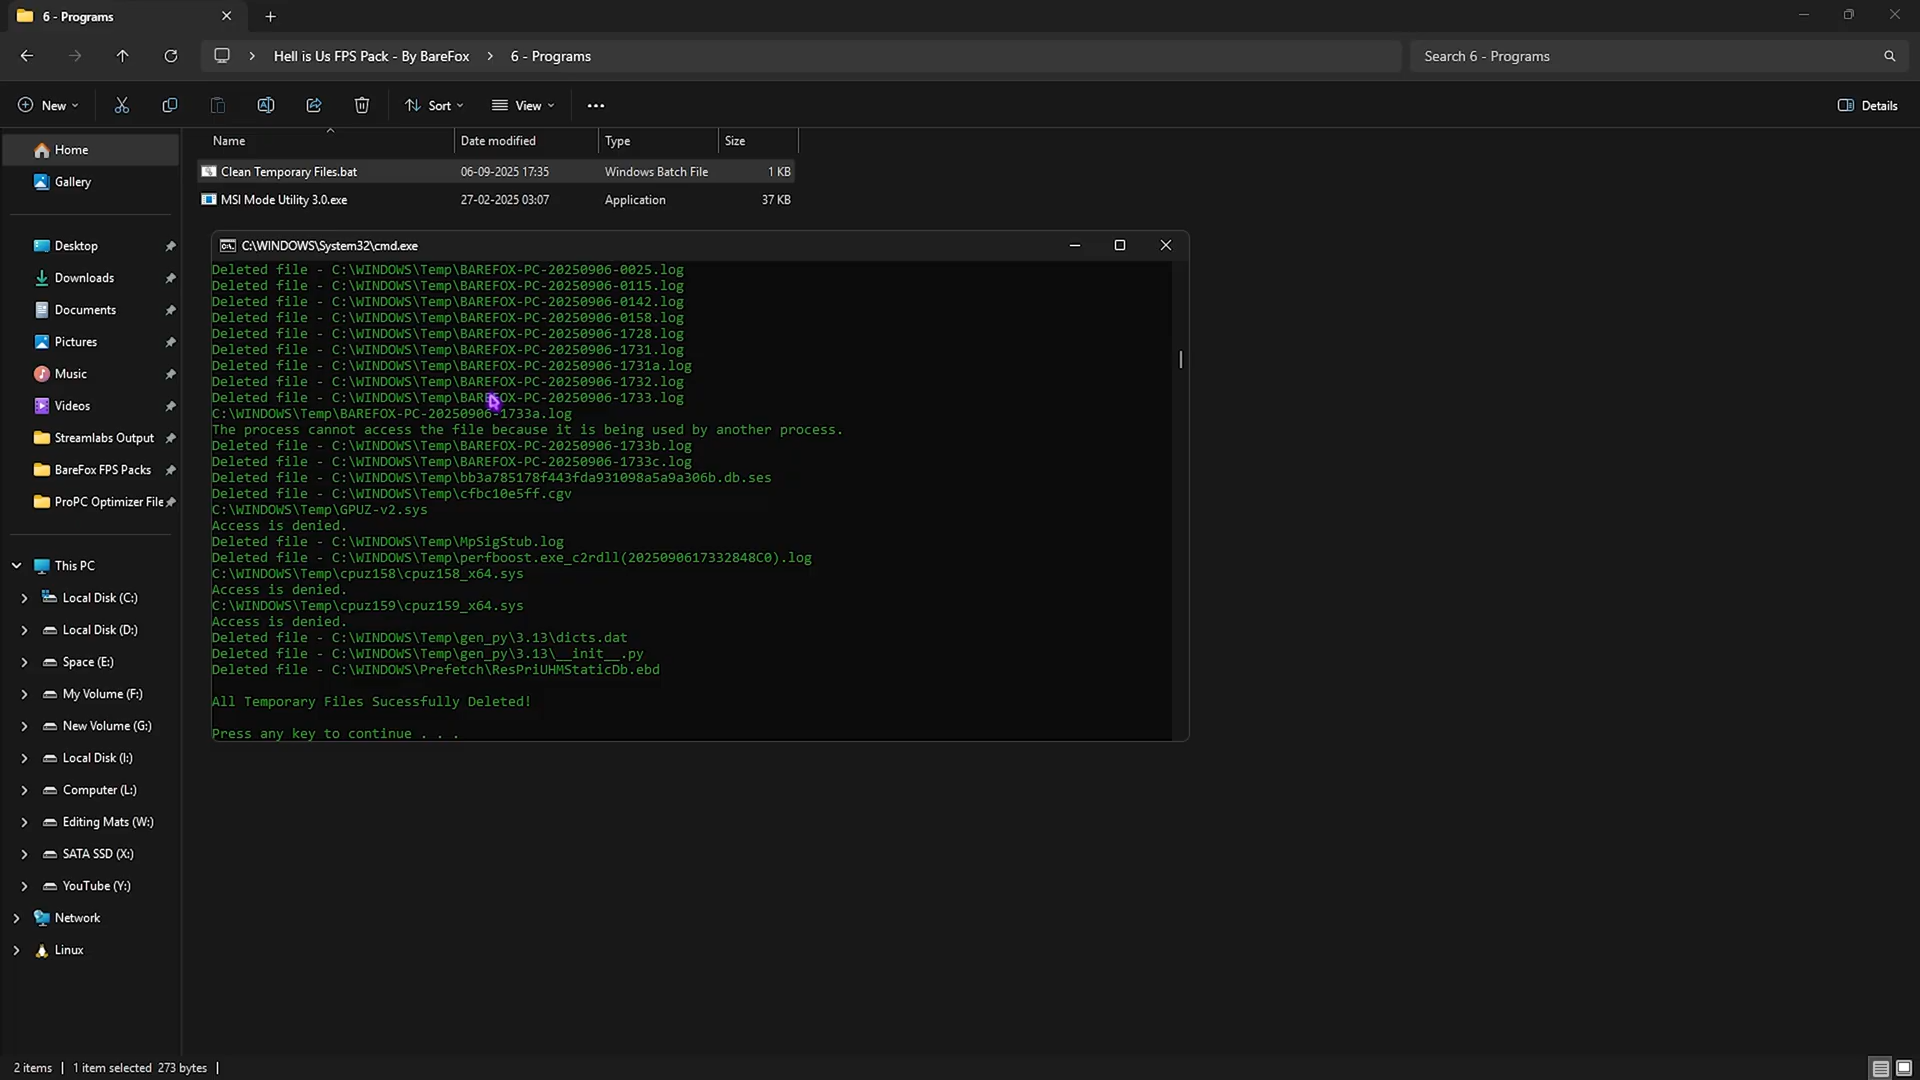 6 - Programs
Hell is Us FPS Pack - By BareFox
6 - Programs
Search 6 - Programs
New
Sort
View
Details
Name
Date modified
Type
Size
Home
Clean Temporary Files.bat
06-09-2025 17:35
Windows Batch File
1 KB
Gallery
MSI Mode Utility 3.0.exe
27-02-2025 03:07
Application
37 KB
Desktop
Downloads
Documents
Pictures
Music
Videos
Streamlabs Output
BareFox FPS Packs
ProPC Optimizer File
This PC
Local Disk (C:)
Local Disk (D:)
Space (E:)
My Volume (F:)
New Volume (G:)
Local Disk (I:)
Computer (L:)
Editing Mats (W:)
SATA SSD (X:)
YouTube (Y:)
Network
Linux
C:\WINDOWS\System32\cmd.exe
Deleted file - C:\WINDOWS\Temp\BAREFOX-PC-20250906-0025.log
Deleted file - C:\WINDOWS\Temp\BAREFOX-PC-20250906-0115.log
Deleted file - C:\WINDOWS\Temp\BAREFOX-PC-20250906-0142.log
Deleted file - C:\WINDOWS\Temp\BAREFOX-PC-20250906-0158.log
Deleted file - C:\WINDOWS\Temp\BAREFOX-PC-20250906-1728.log
Deleted file - C:\WINDOWS\Temp\BAREFOX-PC-20250906-1731.log
Deleted file - C:\WINDOWS\Temp\BAREFOX-PC-20250906-1731a.log
Deleted file - C:\WINDOWS\Temp\BAREFOX-PC-20250906-1732.log
Deleted file - C:\WINDOWS\Temp\BAREFOX-PC-20250906-1733.log
C:\WINDOWS\Temp\BAREFOX-PC-20250906-1733a.log
The process cannot access the file because it is being used by another process.
Deleted file - C:\WINDOWS\Temp\BAREFOX-PC-20250906-1733b.log
Deleted file - C:\WINDOWS\Temp\BAREFOX-PC-20250906-1733c.log
Deleted file - C:\WINDOWS\Temp\bb3a785178f443fda931098a5a9a306b.db.ses
Deleted file - C:\WINDOWS\Temp\cfbc10e5ff.cgv
C:\WINDOWS\Temp\GPUZ-v2.sys
Access is denied.
Deleted file - C:\WINDOWS\Temp\MpSigStub.log
Deleted file - C:\WINDOWS\Temp\perfboost.exe_c2rdll(2025090617332848C0).log
C:\WINDOWS\Temp\cpuz158\cpuz158_x64.sys
Access is denied.
C:\WINDOWS\Temp\cpuz159\cpuz159_x64.sys
Access is denied.
Deleted file - C:\WINDOWS\Temp\gen_py\3.13\dicts.dat
Deleted file - C:\WINDOWS\Temp\gen_py\3.13\__init__.py
Deleted file - C:\WINDOWS\Prefetch\ResPriUHMStaticDb.ebd
All Temporary Files Sucessfully Deleted!
Press any key to continue . . .
2 items
1 item selected 273 bytes